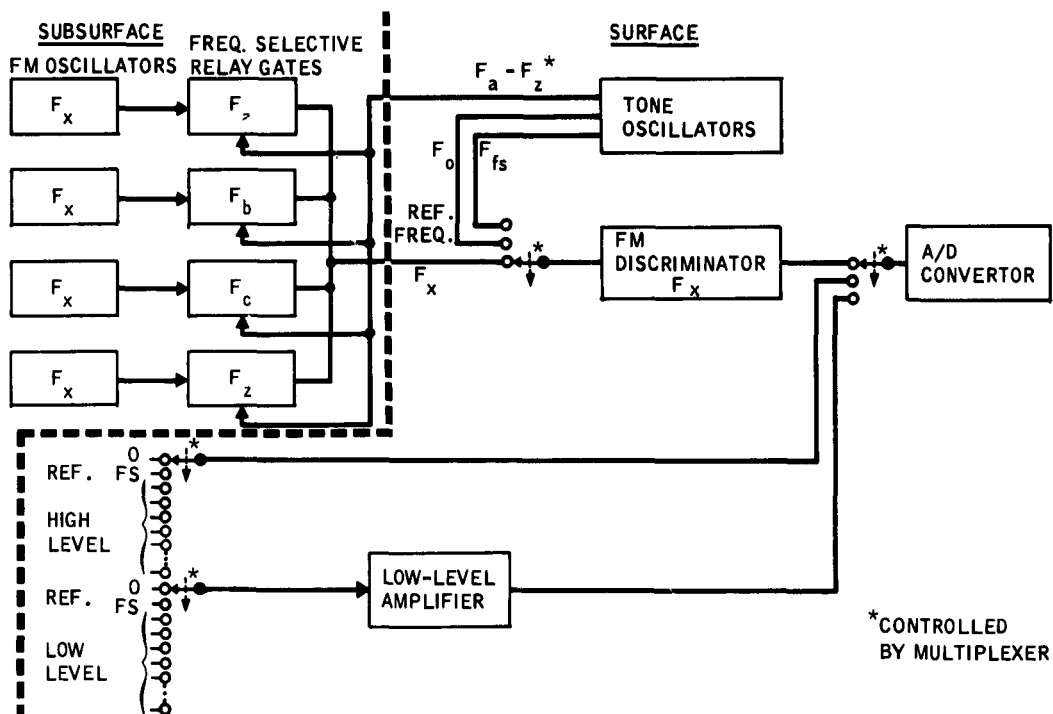 SUBSURFACE
FM OSCILLATORS
FREQ. SELECTIVE
RELAY GATES
SURFACE
F_x
F_x
F_x
F_x
F_a
F_b
F_c
F_z
F_a - F_z*
TONE
OSCILLATORS
F_o
F_fs
REF.
FREQ.
*
F_x
FM
DISCRIMINATOR
F_x
*
A/D
CONVERTOR
REF.
0
FS
*
HIGH
LEVEL
REF.
0
FS
*
LOW
LEVEL
LOW-LEVEL
AMPLIFIER
*CONTROLLED
BY MULTIPLEXER